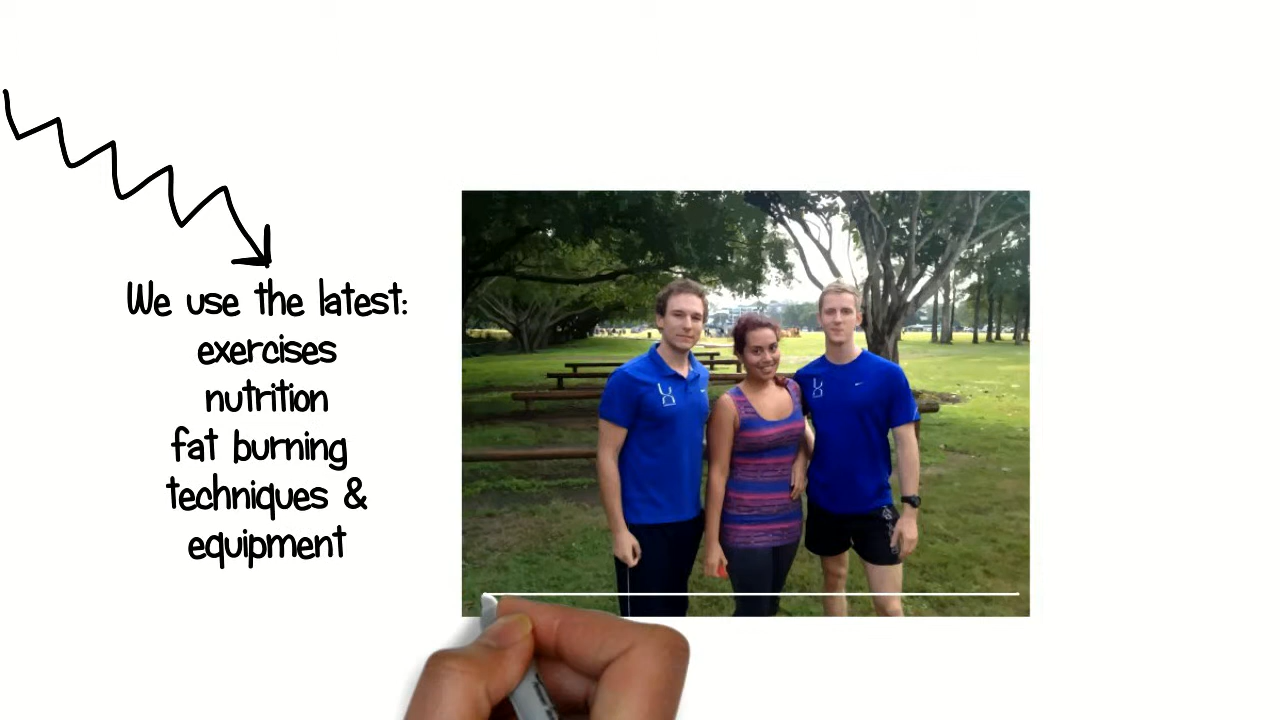 We use the latest:
exercises
nutrition
fat burning
techniques &
equipment